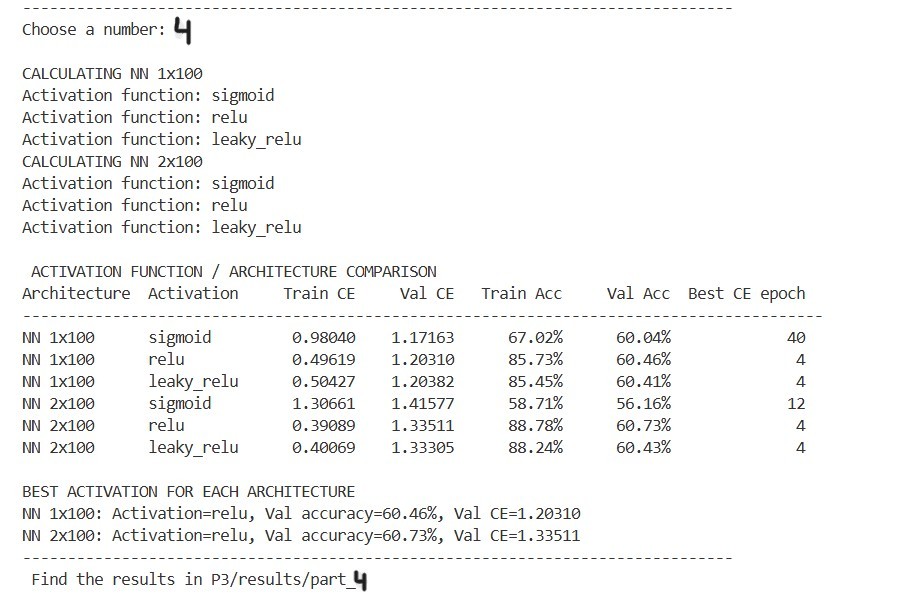 --------------------------------------------------------------------------------
Choose a number: 4
CALCULATING NN 1x100
Activation function: sigmoid
Activation function: relu
Activation function: leaky_relu
CALCULATING NN 2x100
Activation function: sigmoid
Activation function: relu
Activation function: leaky_relu
ACTIVATION FUNCTION / ARCHITECTURE COMPARISON
Architecture  Activation     Train CE     Val CE   Train Acc     Val Acc  Best CE epoch
-----------------------------------------------------------------------------------------
NN 1x100      sigmoid         0.98040    1.17163      67.02%      60.04%             40
NN 1x100      relu            0.49619    1.20310      85.73%      60.46%              4
NN 1x100      leaky_relu      0.50427    1.20382      85.45%      60.41%              4
NN 2x100      sigmoid         1.30661    1.41577      58.71%      56.16%             12
NN 2x100      relu            0.39089    1.33511      88.78%      60.73%              4
NN 2x100      leaky_relu      0.40069    1.33305      88.24%      60.43%              4
BEST ACTIVATION FOR EACH ARCHITECTURE
NN 1x100: Activation=relu, Val accuracy=60.46%, Val CE=1.20310
NN 2x100: Activation=relu, Val accuracy=60.73%, Val CE=1.33511
--------------------------------------------------------------------------------
Find the results in P3/results/part_4